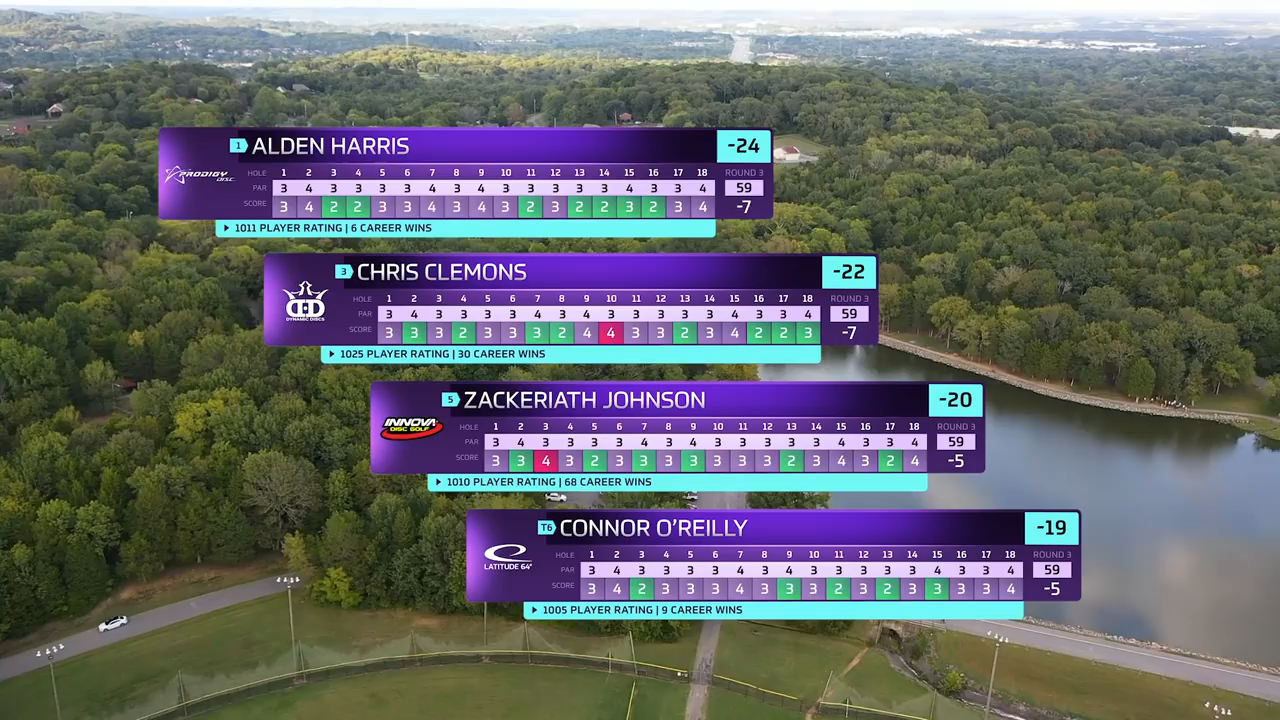 1 ALDEN HARRIS -24
PRODIGY DISC
HOLE 1 2 3 4 5 6 7 8 9 10 11 12 13 14 15 16 17 18 ROUND 3
PAR 3 4 3 3 3 3 4 3 4 3 3 3 3 3 4 3 3 4 59
SCORE 3 4 2 2 3 3 4 3 4 3 2 3 2 2 3 2 3 4 -7
1011 PLAYER RATING | 6 CAREER WINS
3 CHRIS CLEMONS -22
DYNAMIC DISCS
HOLE 1 2 3 4 5 6 7 8 9 10 11 12 13 14 15 16 17 18 ROUND 3
PAR 3 4 3 3 3 3 4 3 4 3 3 3 3 3 4 3 3 4 59
SCORE 3 3 3 2 3 3 3 2 4 4 3 3 2 3 4 2 2 3 -7
1025 PLAYER RATING | 30 CAREER WINS
5 ZACKERIATH JOHNSON -20
INNOVA
DISC GOLF
HOLE 1 2 3 4 5 6 7 8 9 10 11 12 13 14 15 16 17 18 ROUND 3
PAR 3 4 3 3 3 3 4 3 4 3 3 3 3 3 4 3 3 4 59
SCORE 3 3 4 3 2 3 3 3 3 3 3 3 2 3 4 3 2 4 -5
1010 PLAYER RATING | 68 CAREER WINS
T6 CONNOR O'REILLY -19
LATITUDE 64°
HOLE 1 2 3 4 5 6 7 8 9 10 11 12 13 14 15 16 17 18 ROUND 3
PAR 3 4 3 3 3 3 4 3 4 3 3 3 3 3 4 3 3 4 59
SCORE 3 4 2 3 3 3 4 3 3 3 2 3 2 3 3 3 3 4 -5
1005 PLAYER RATING | 9 CAREER WINS